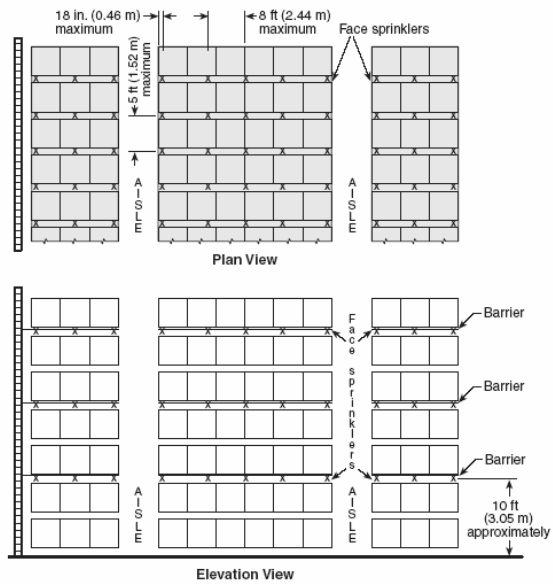 18 in. (0.46 m)
maximum
8 ft (2.44 m)
maximum
Face sprinklers
5 ft (1.52 m)
maximum
AISLE
AISLE
Plan View
Face sprinklers
Barrier
Barrier
Barrier
AISLE
AISLE
10 ft
(3.05 m)
approximately
Elevation View